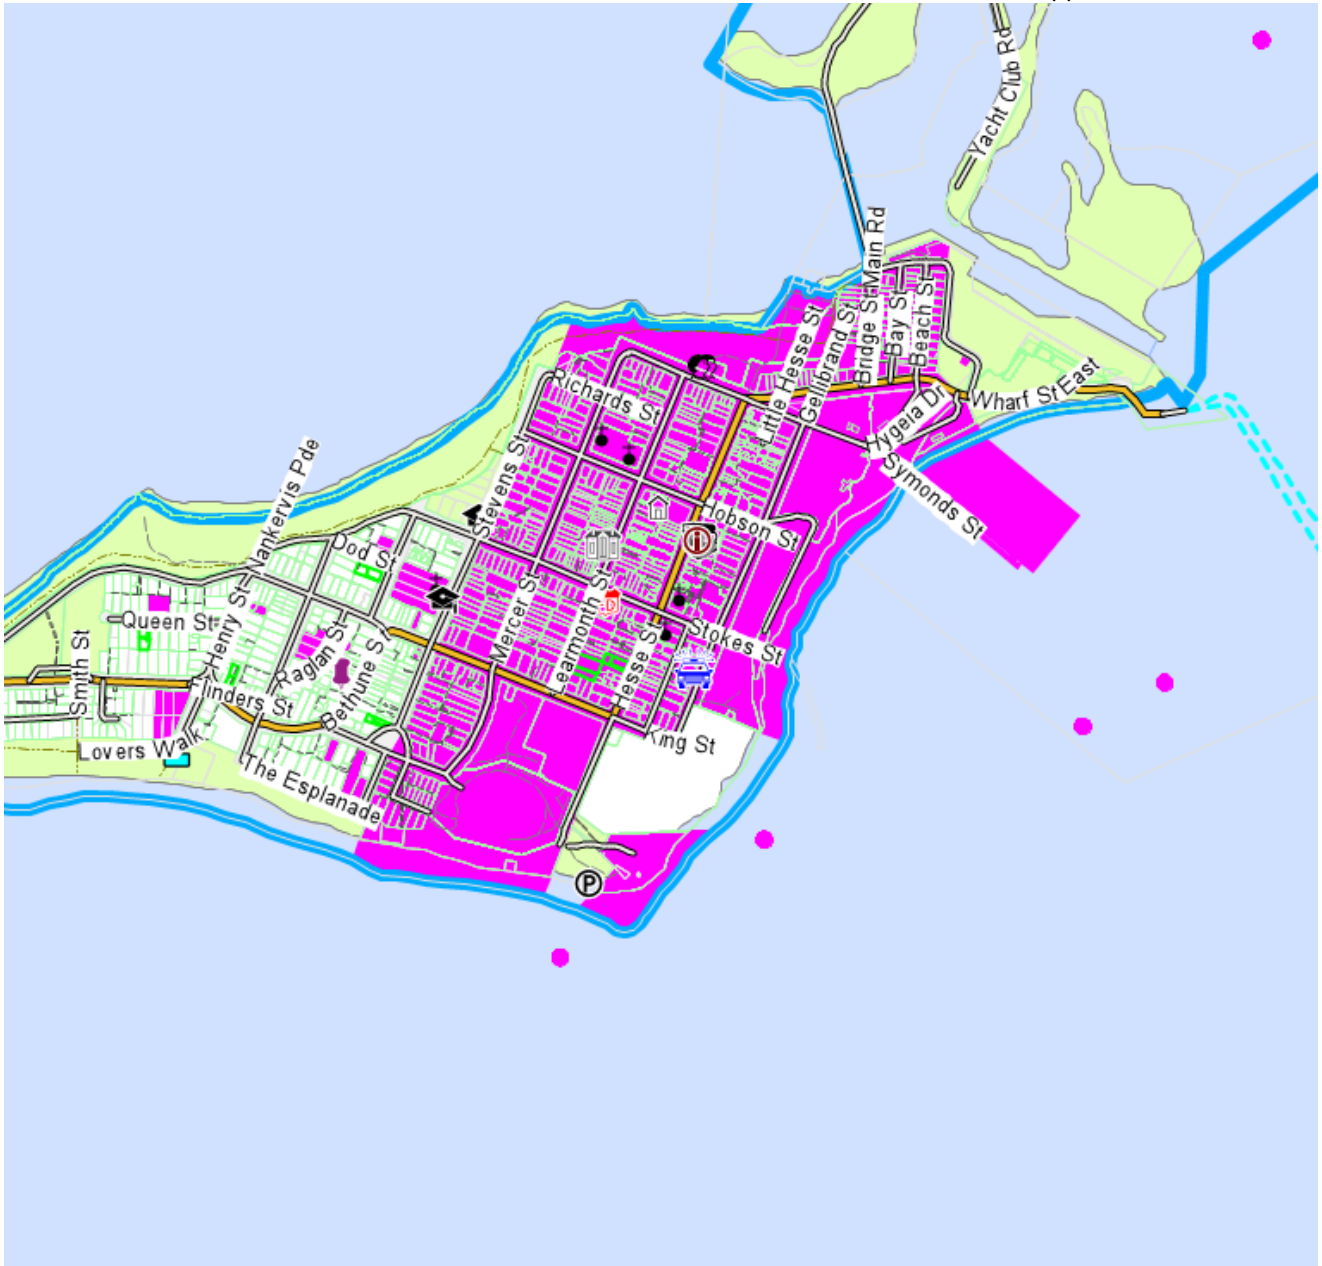 Yacht Club Rd
Main Rd
Bridge St
Bay St
Beach St
Little Hesse St
Gellibrand St
Wharf St East
Hygeia Dr
Richards St
Symonds St
Stevens St
Nankervis Pde
Hobson St
Dod St
Mercer St
Learmonth St
Hesse St
Stokes St
Queen St
Henry St
Smith St
Raglan St
Bethune St
Flinders St
Lovers Walk
King St
The Esplanade
i
D
P